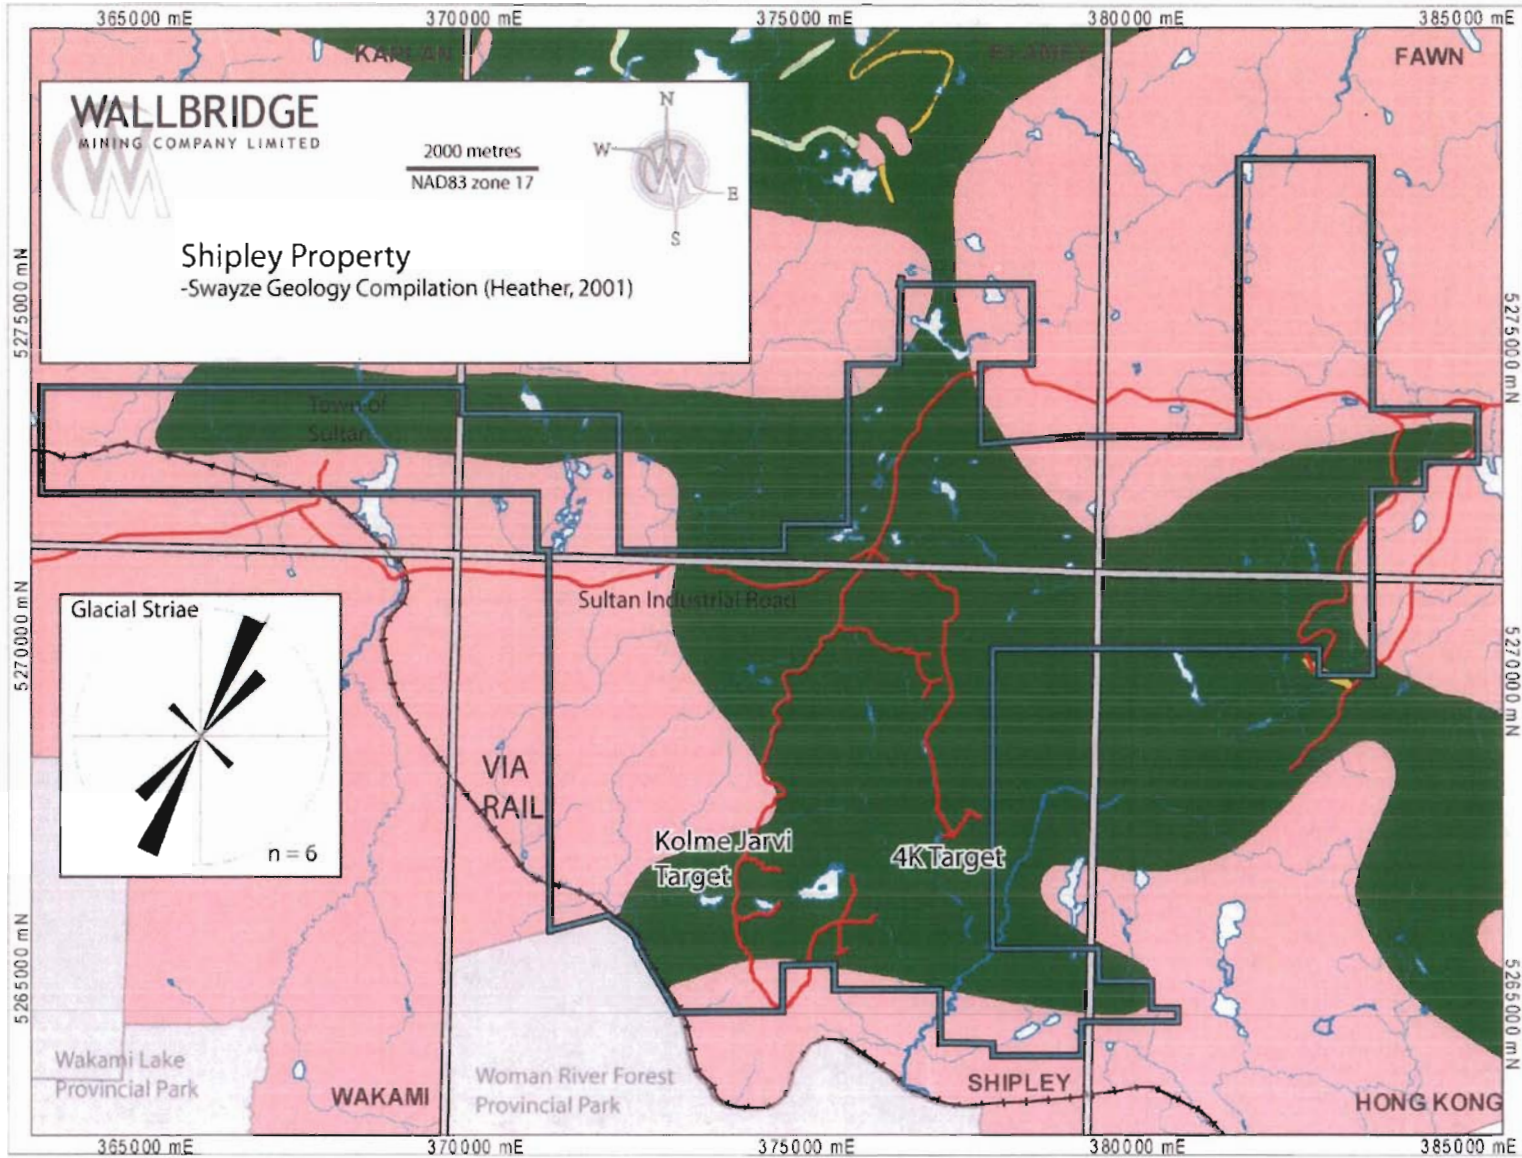 365000 mE
370000 mE
375000 mE
380000 mE
385000 mE
KAPLAN
BLAMEY
FAWN
WALLBRIDGE
MINING COMPANY LIMITED
2000 metres
NAD83 zone 17
N
W
E
S
Shipley Property
-Swayze Geology Compilation (Heather, 2001)
5275000 mN
5275000 mN
Town of
Sultan
Sultan Industrial Road
Glacial Striae
n = 6
5270000 mN
5270000 mN
VIA
RAIL
Kolme Jarvi
Target
4K Target
5265000 mN
5265000 mN
Wakami Lake
Provincial Park
WAKAMI
Woman River Forest
Provincial Park
SHIPLEY
HONG KONG
365000 mE
370000 mE
375000 mE
380000 mE
385000 mE